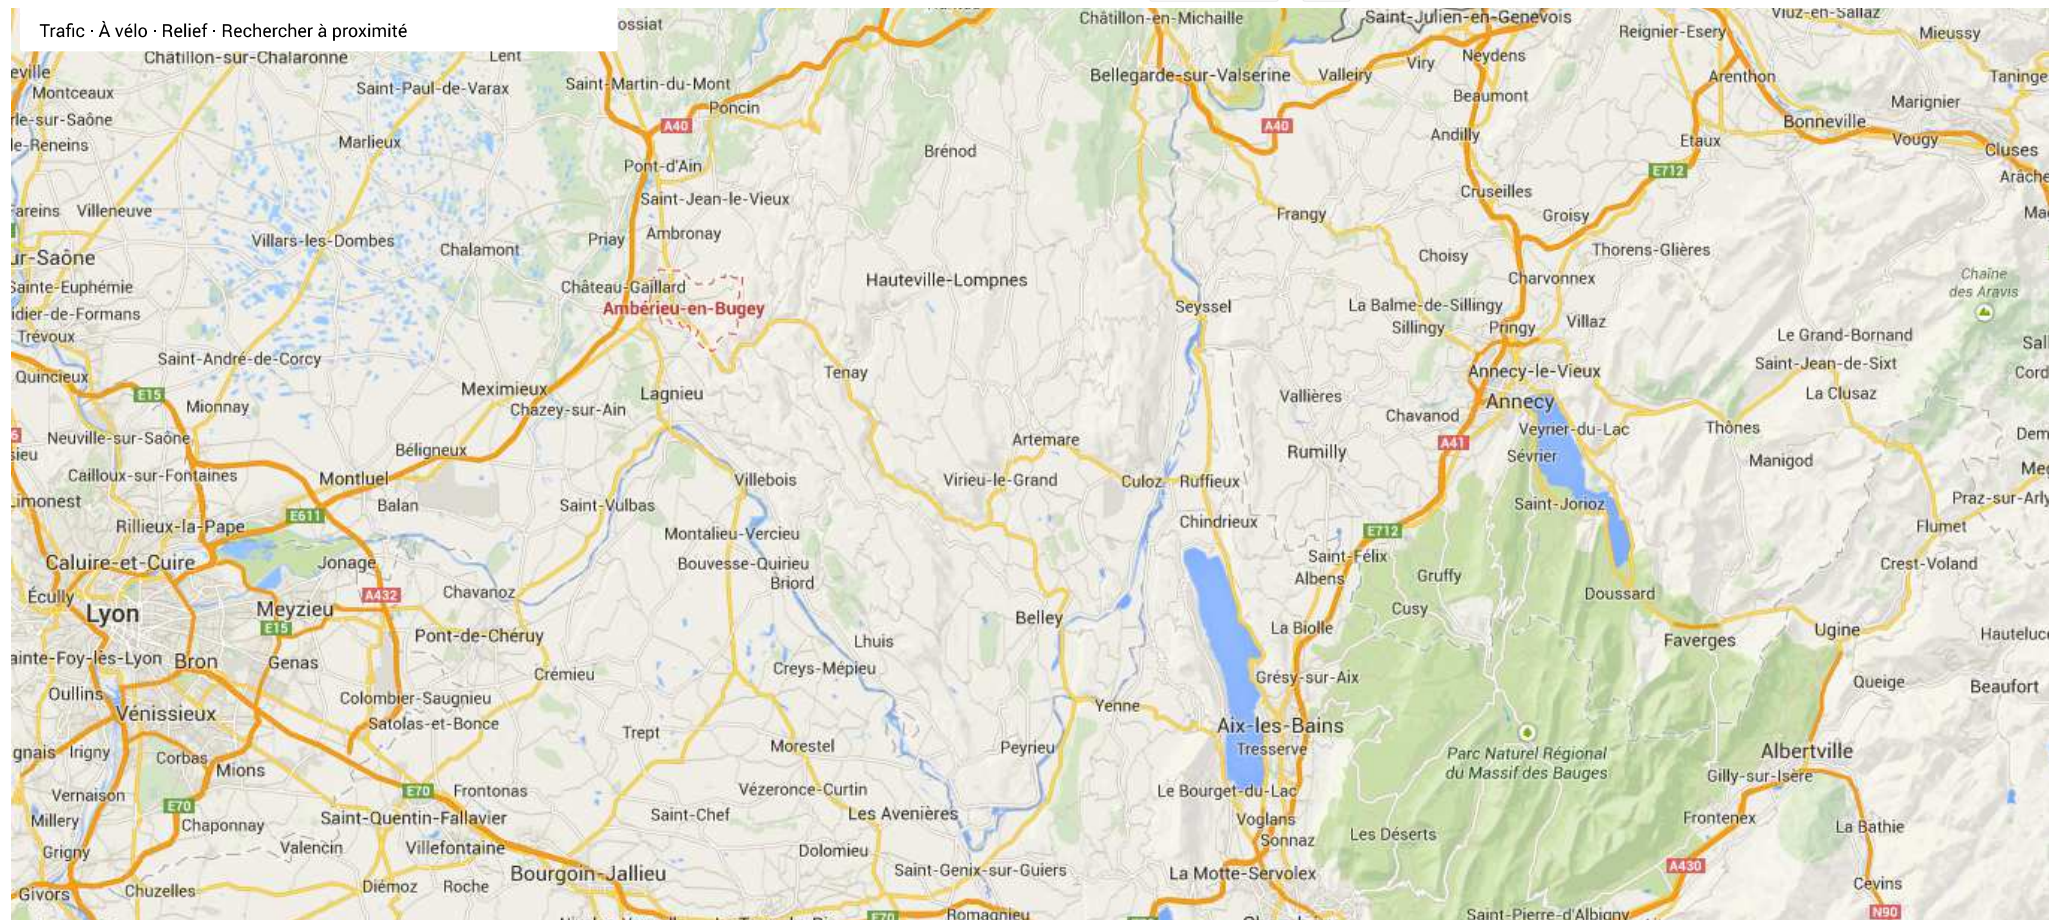 Trafic · À vélo · Relief · Rechercher à proximité
Châtillon-en-Michaille
Saint-Julien-en-Genevois
Viuz-en-Sallaz
Reignier-Esery
Mieussy
Châtillon-sur-Chalaronne
Lent
Neydens
Viry
Valleiry
Bellegarde-sur-Valserine
Arenthon
Saint-Martin-du-Mont
Saint-Paul-de-Varax
Montceaux
Beaumont
Marignier
Poncin
A40
A40
Bonneville
Andilly
Etaux
Vougy
Cluses
Marlieux
Brénod
Pont-d'Ain
E712
Cruseilles
Saint-Jean-le-Vieux
Villeneuve
Frangy
Groisy
Villars-les-Dombes
Chalamont
Priay
Ambronay
Choisy
Thorens-Glières
Chaîne
des Aravis
Charvonnex
Hauteville-Lompnes
Château-Gaillard
Ambérieu-en-Bugey
Seyssel
La Balme-de-Sillingy
Sillingy
Pringy
Villaz
Le Grand-Bornand
Trévoux
Saint-André-de-Corcy
Saint-Jean-de-Sixt
Quincieux
E15
Meximieux
Tenay
Annecy-le-Vieux
La Clusaz
Lagnieu
Vallières
Annecy
Mionnay
Chazey-sur-Ain
Chavanod
Veyrier-du-Lac
Thônes
Neuville-sur-Saône
Béligneux
Artemare
A41
Rumilly
Sévrier
Manigod
Cailloux-sur-Fontaines
Montluel
Villebois
Virieu-le-Grand
Culoz
Ruffieux
Balan
Saint-Vulbas
Saint-Jorioz
Praz-sur-Arly
E611
Rillieux-la-Pape
Chindrieux
E712
Flumet
Montalieu-Vercieu
Caluire-et-Cuire
Jonage
Bouvesse-Quirieu
Saint-Félix
Crest-Voland
Briord
Albens
Gruffy
Écully
A432
Chavanoz
Doussard
Lyon
Meyzieu
Belley
Cusy
E15
Pont-de-Chéruy
La Biolle
Ugine
Lhuis
Faverges
Bron
Genas
Crémieu
Creys-Mépieu
Grésy-sur-Aix
Queige
Beaufort
Oullins
Colombier-Saugnieu
Yenne
Vénissieux
Satolas-et-Bonce
Aix-les-Bains
Trept
Morestel
Peyrieu
Tresserve
Parc Naturel Régional
du Massif des Bauges
Albertville
Irigny
Corbas
Mions
Gilly-sur-Isère
Vernaison
E70
E70
Frontonas
Vézeronce-Curtin
Le Bourget-du-Lac
Millery
Chaponnay
Saint-Quentin-Fallavier
Saint-Chef
Les Avenières
Voglans
Les Déserts
Frontenex
La Bathie
Grigny
Valencin
Villefontaine
Dolomieu
Sonnaz
Bourgoin-Jallieu
Saint-Genix-sur-Guiers
La Motte-Servolex
A430
Givors
Chuzelles
Diémoz
Roche
Cevins
E70
Romagnieu
Saint-Pierre-d'Albigny
N90